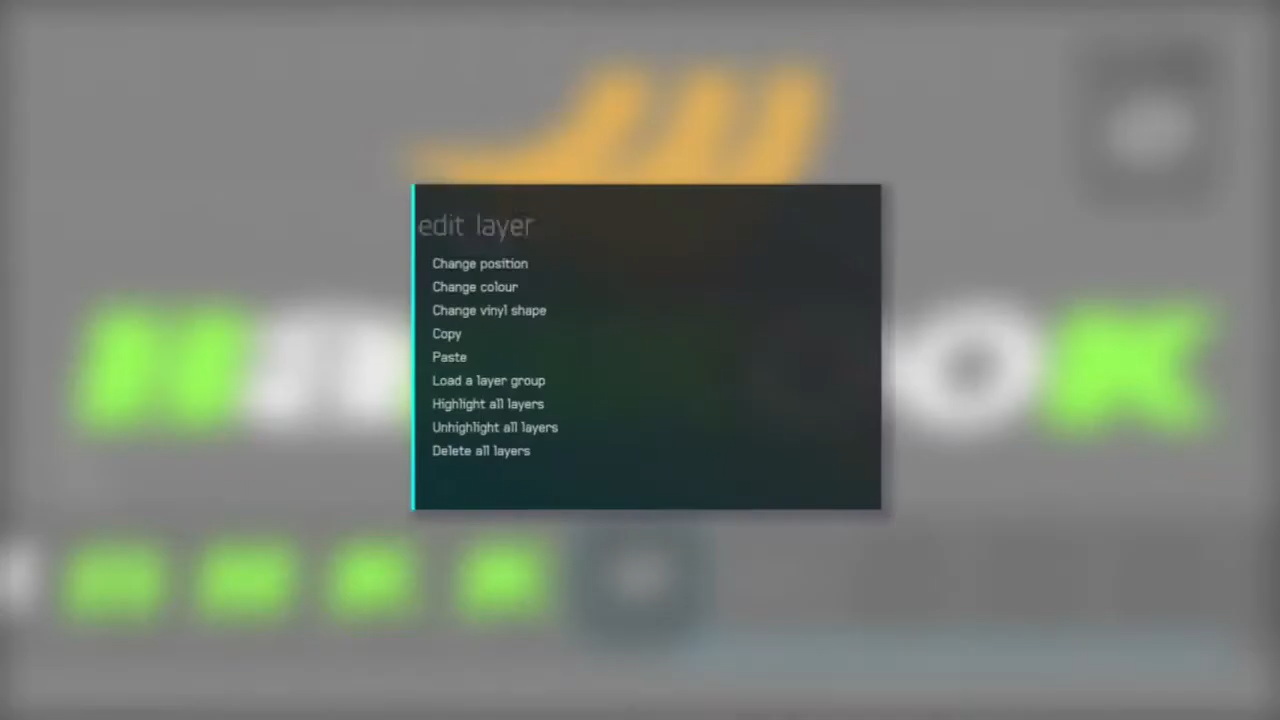 edit layer
Change position
Change colour
Change vinyl shape
Copy
Paste
Load a layer group
Highlight all layers
Unhighlight all layers
Delete all layers